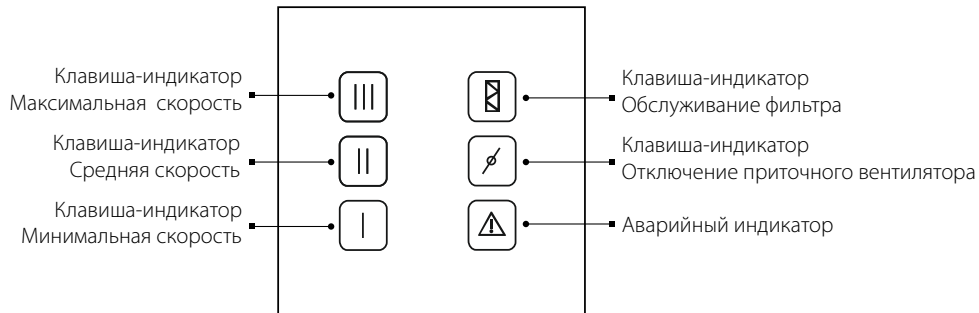 Клавиша-индикатор
Максимальная скорость
Клавиша-индикатор
Средняя скорость
Клавиша-индикатор
Минимальная скорость
Клавиша-индикатор
Обслуживание фильтра
Клавиша-индикатор
Отключение приточного вентилятора
Аварийный индикатор